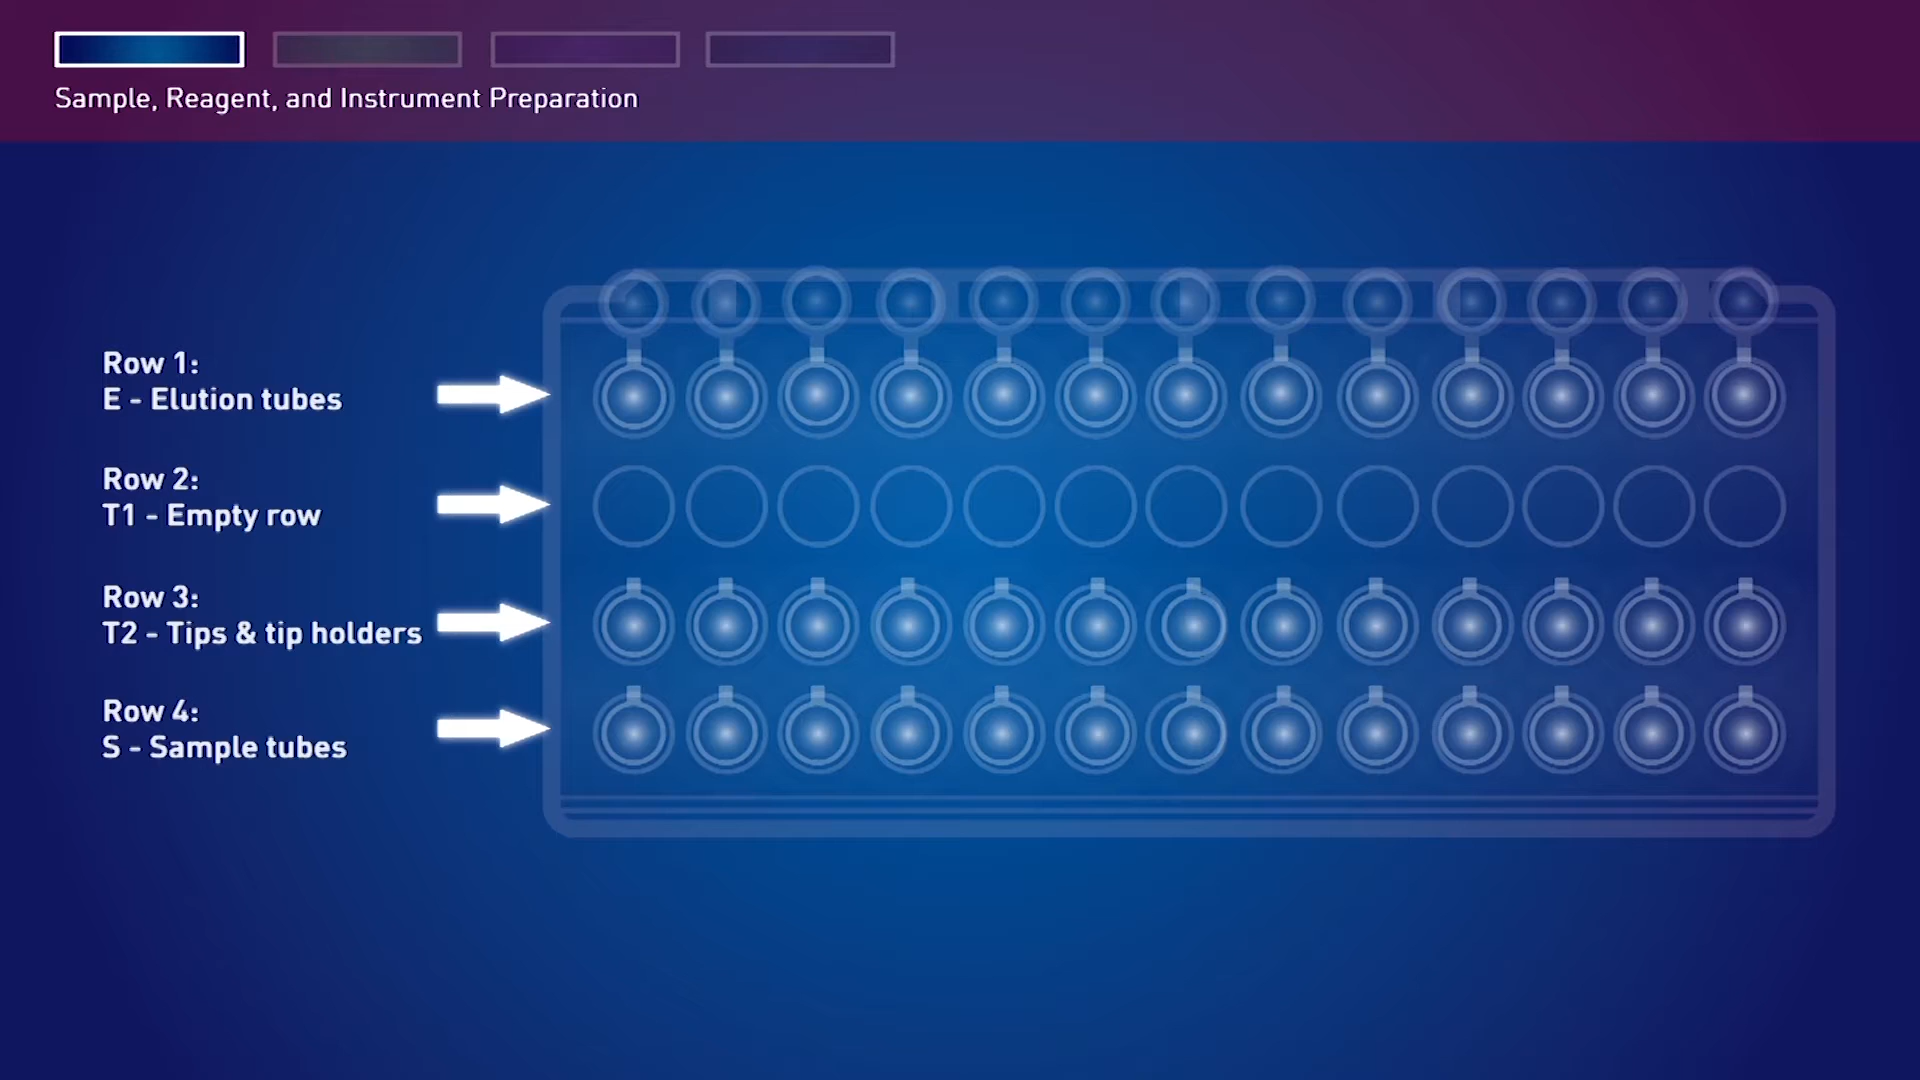 Sample, Reagent, and Instrument Preparation
Row 1:
E - Elution tubes
Row 2:
T1 - Empty row
Row 3:
T2 - Tips & tip holders
Row 4:
S - Sample tubes